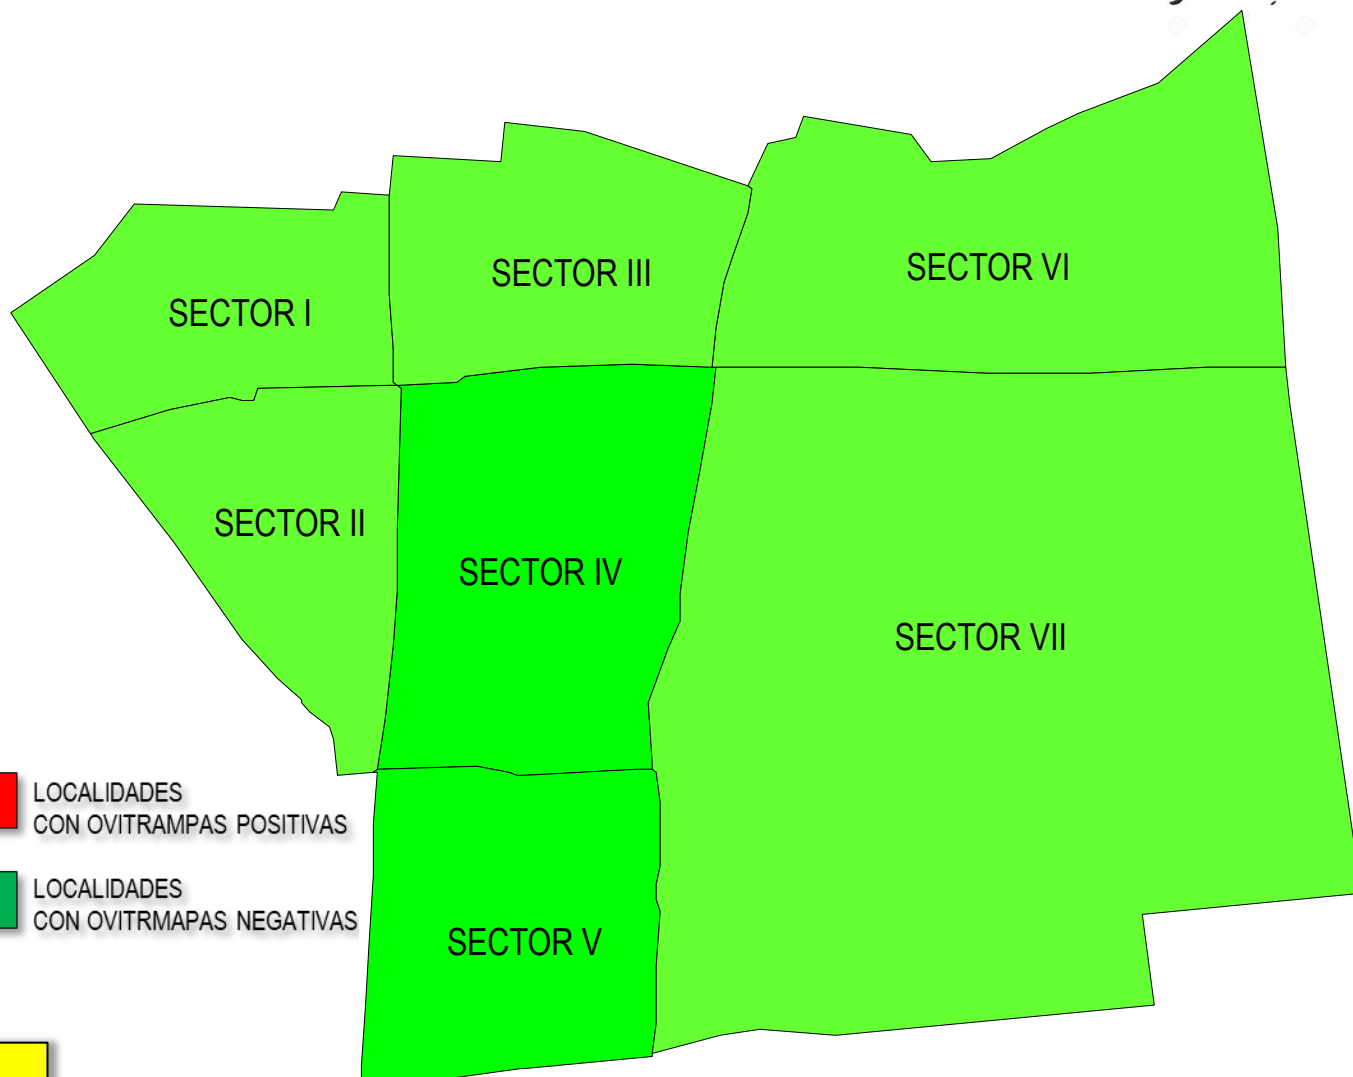 SECTOR VI
SECTOR III
SECTOR I
SECTOR II
SECTOR IV
SECTOR VII
LOCALIDADES
CON OVITRAMPAS POSITIVAS
LOCALIDADES
CON OVITRMAPAS NEGATIVAS
SECTOR V